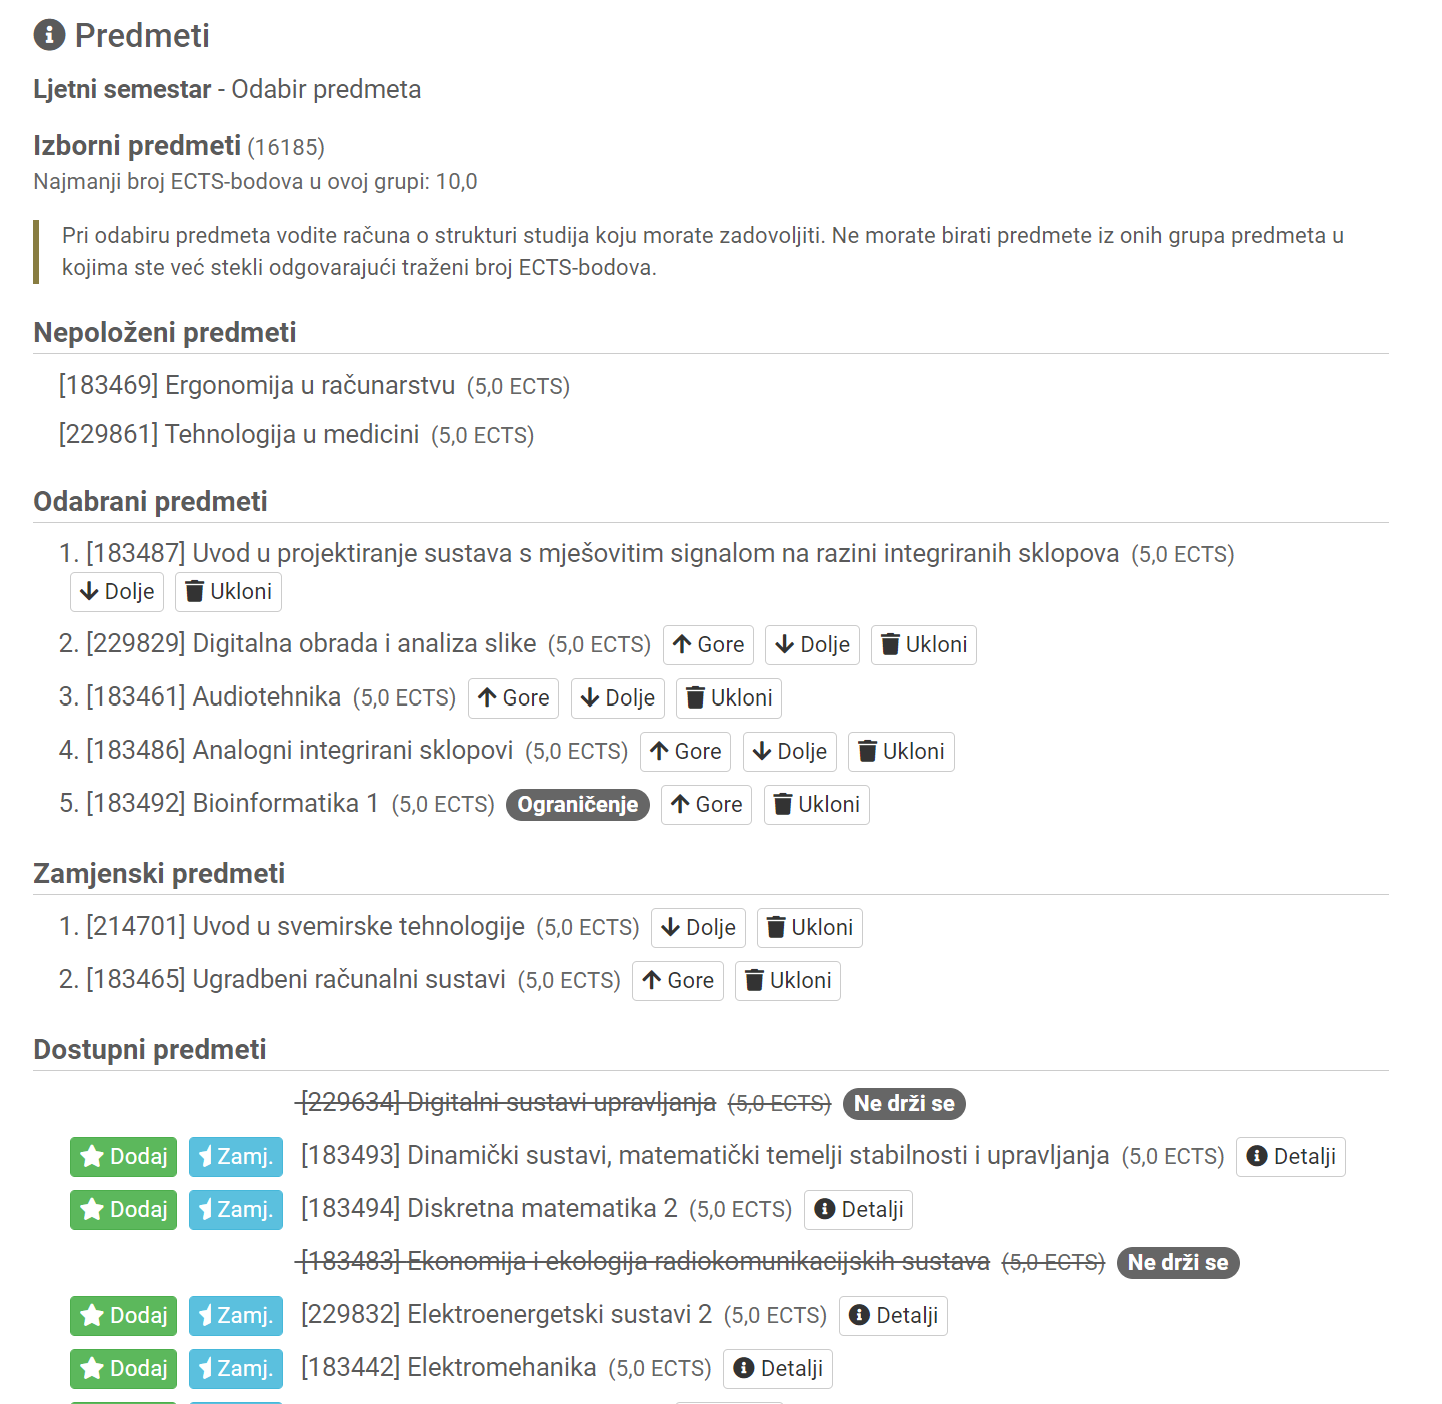 Predmeti
Ljetni semestar - Odabir predmeta
Izborni predmeti (16185)
Najmanji broj ECTS-bodova u ovoj grupi: 10,0
Pri odabiru predmeta vodite računa o strukturi studija koju morate zadovoljiti. Ne morate birati predmete iz onih grupa predmeta u
kojima ste već stekli odgovarajući traženi broj ECTS-bodova.
Nepoloženi predmeti
[183469] Ergonomija u računarstvu (5,0 ECTS)
[229861] Tehnologija u medicini (5,0 ECTS)
Odabrani predmeti
1. [183487] Uvod u projektiranje sustava s mješovitim signalom na razini integriranih sklopova (5,0 ECTS)
Dolje Ukloni
2. [229829] Digitalna obrada i analiza slike (5,0 ECTS) Gore Dolje Ukloni
3. [183461] Audiotehnika (5,0 ECTS) Gore Dolje Ukloni
4. [183486] Analogni integrirani sklopovi (5,0 ECTS) Gore Dolje Ukloni
5. [183492] Bioinformatika 1 (5,0 ECTS) Ograničenje Gore Ukloni
Zamjenski predmeti
1. [214701] Uvod u svemirske tehnologije (5,0 ECTS) Dolje Ukloni
2. [183465] Ugradbeni računalni sustavi (5,0 ECTS) Gore Ukloni
Dostupni predmeti
[229634] Digitalni sustavi upravljanja (5,0 ECTS) Ne drži se
Dodaj Zamj. [183493] Dinamički sustavi, matematički temelji stabilnosti i upravljanja (5,0 ECTS) Detalji
Dodaj Zamj. [183494] Diskretna matematika 2 (5,0 ECTS) Detalji
[183483] Ekonomija i ekologija radiokomunikacijskih sustava (5,0 ECTS) Ne drži se
Dodaj Zamj. [229832] Elektroenergetski sustavi 2 (5,0 ECTS) Detalji
Dodaj Zamj. [183442] Elektromehanika (5,0 ECTS) Detalji